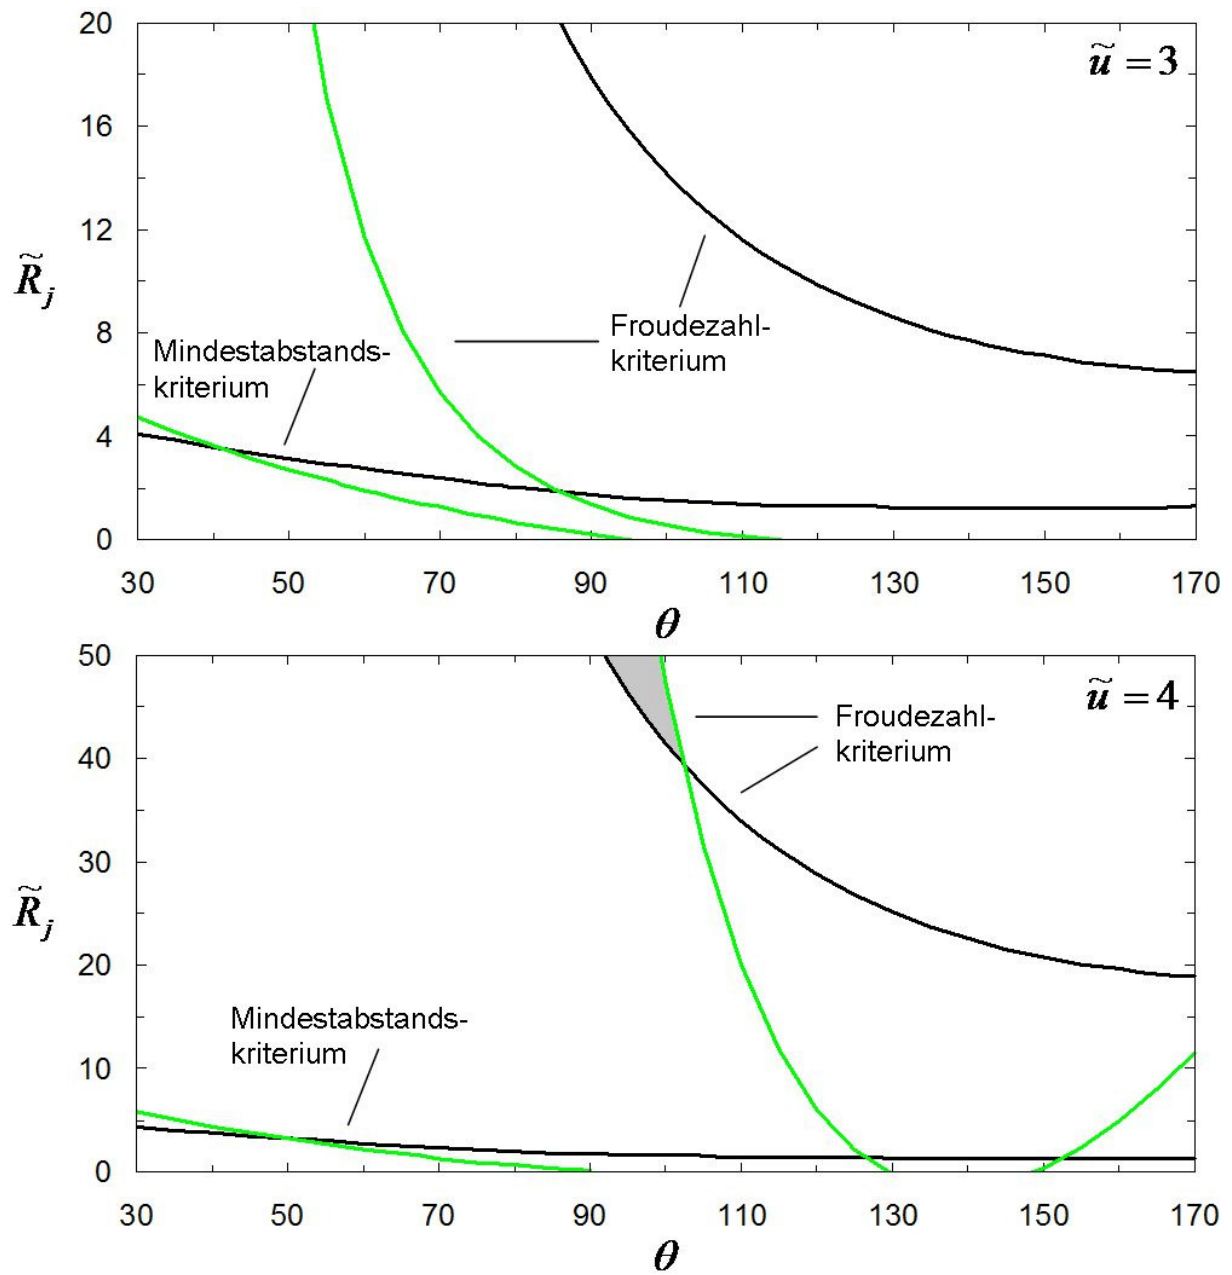 20
ũ = 3
16
12
R̃j
Froudezahl-
kriterium
8
Mindestabstands-
kriterium
4
0
30 50 70 90 110 130 150 170
θ
50
ũ = 4
Froudezahl-
kriterium
40
30
R̃j
20
Mindestabstands-
kriterium
10
0
30 50 70 90 110 130 150 170
θ